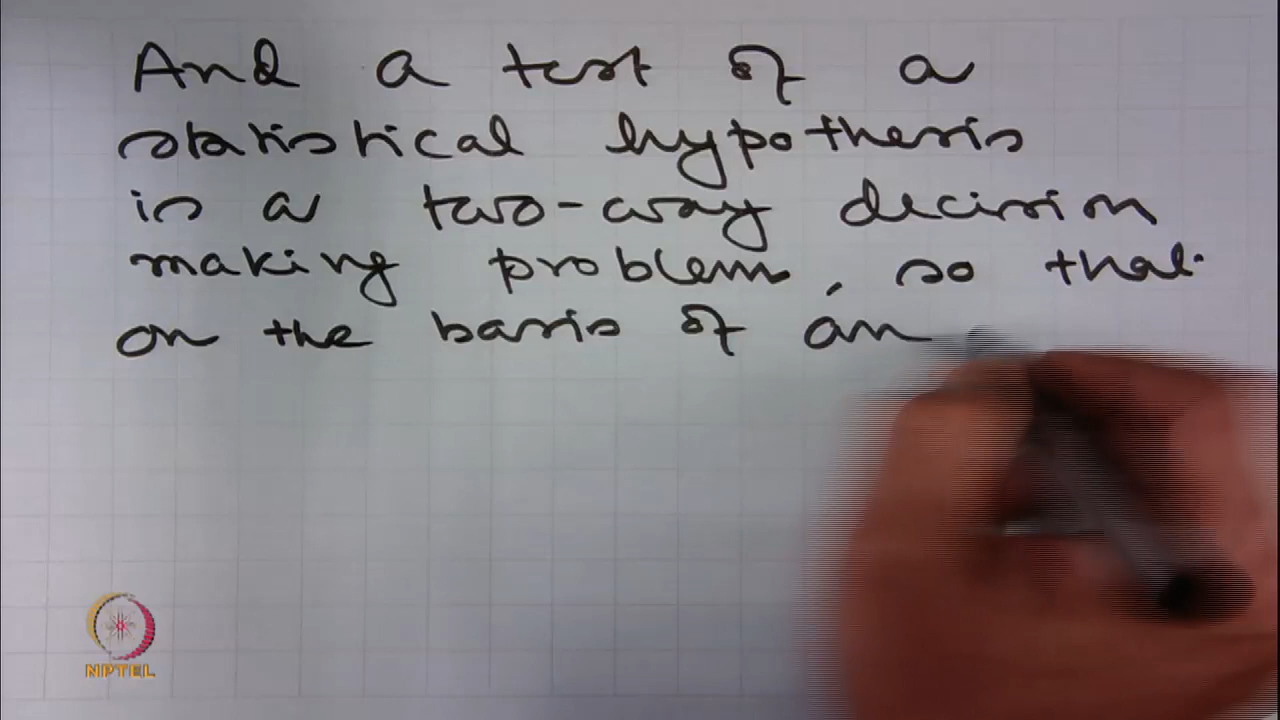 And a test of a
statistical hypothesis
is a two-way decision
making problem, so that
on the basis of an
NPTEL